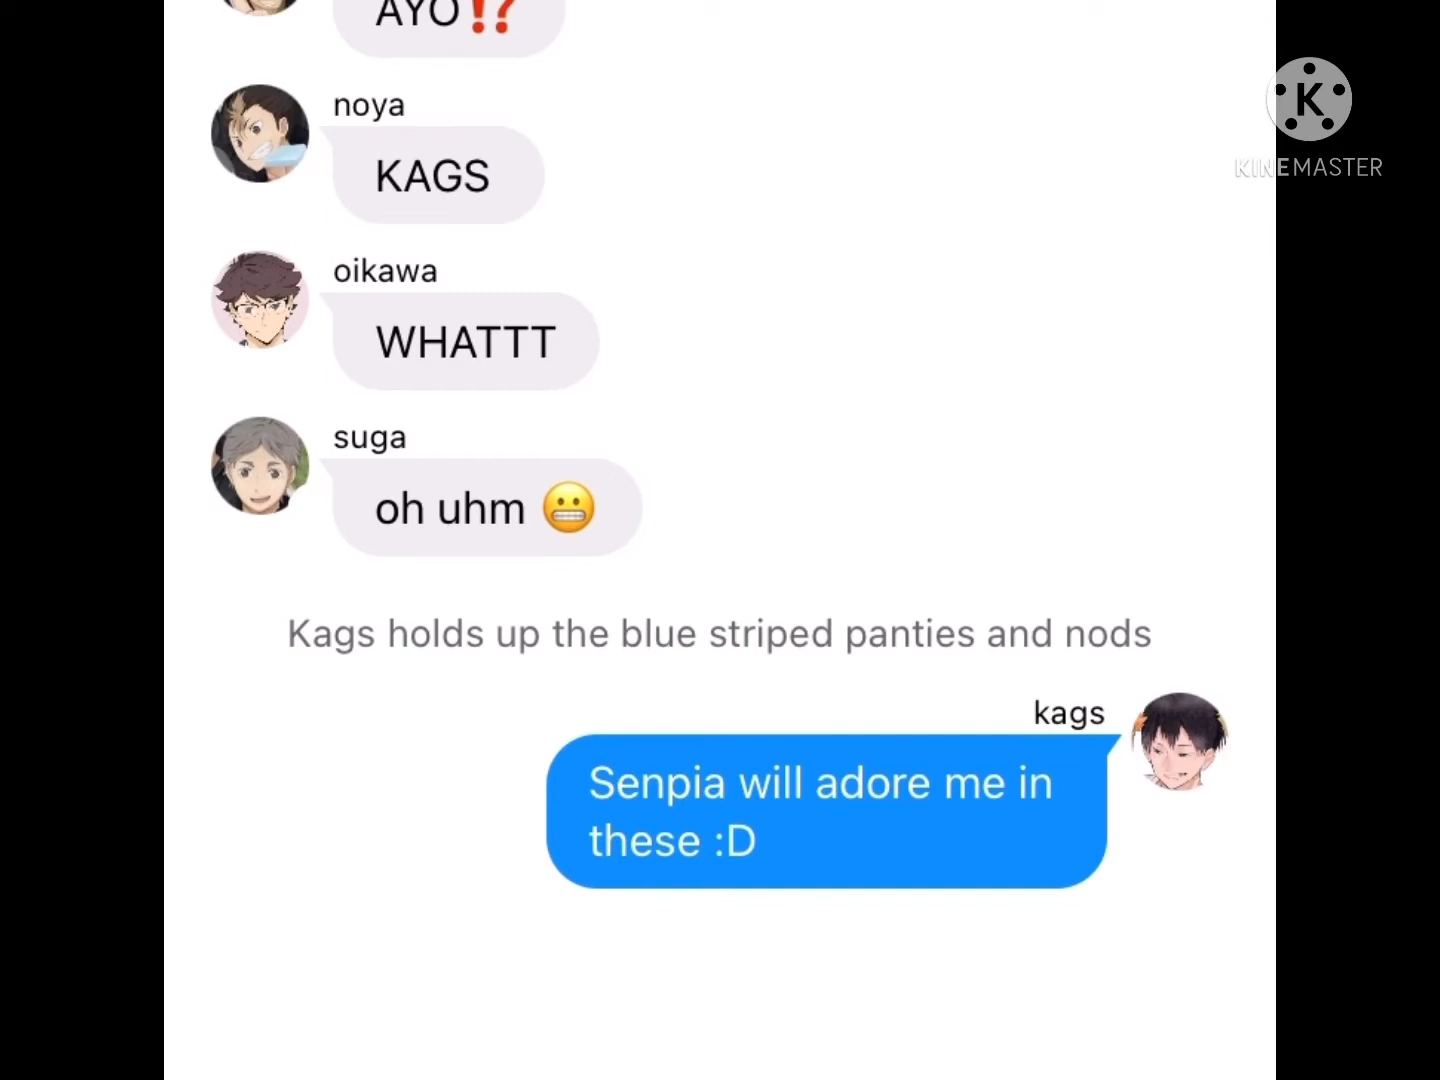 AYO⁉️
noya
KAGS
oikawa
WHATTT
suga
oh uhm 😬
Kags holds up the blue striped panties and nods
kags
Senpia will adore me in
these :D
K
KINEMASTER